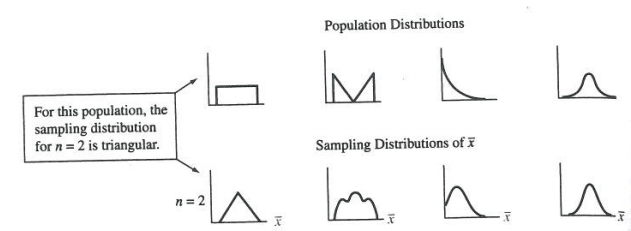 Population Distributions
For this population, the
sampling distribution
for n = 2 is triangular.
Sampling Distributions of x̅
n = 2
x̅
x̅
x̅
x̅